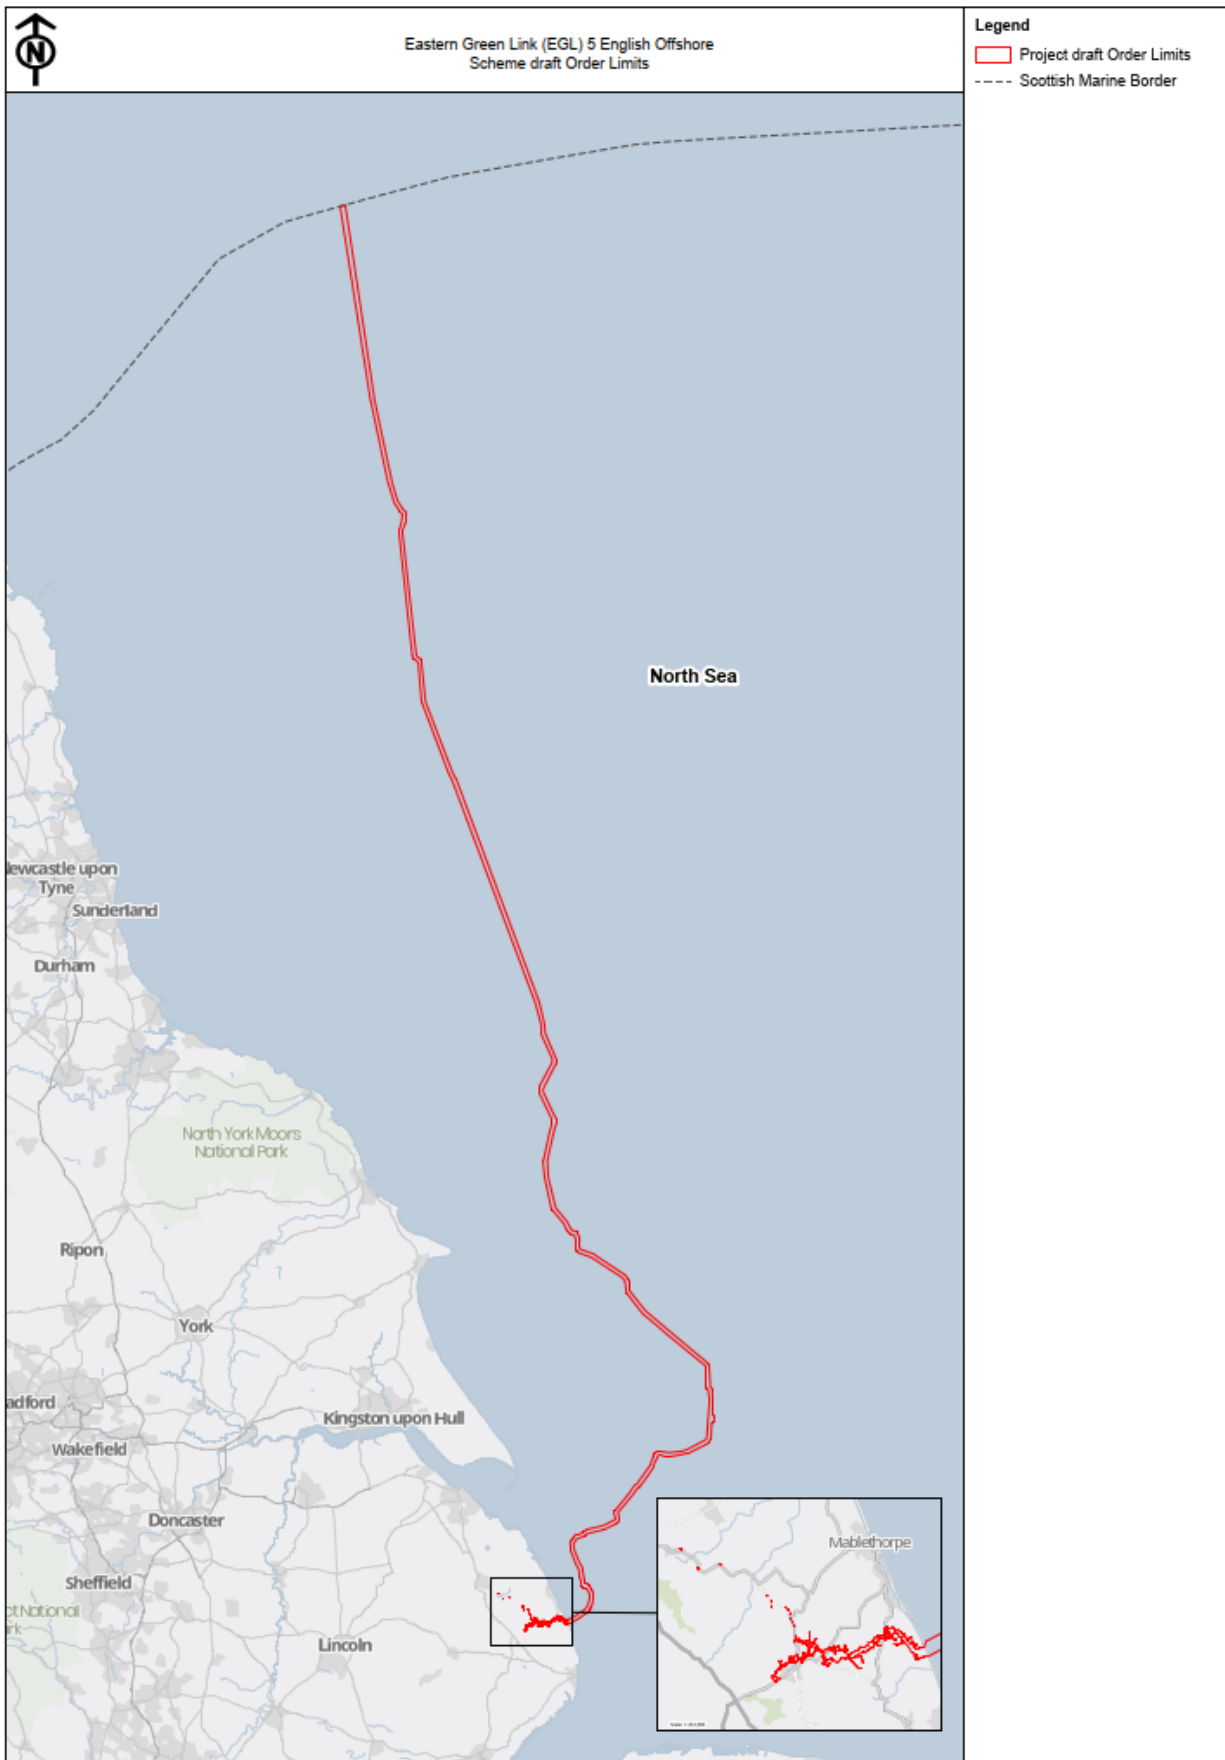 N
Eastern Green Link (EGL) 5 English Offshore
Scheme draft Order Limits
Legend
Project draft Order Limits
Scottish Marine Border
North Sea
Newcastle upon
Tyne
Sunderland
Durham
North York Moors
National Park
Ripon
York
adford
Kingston upon Hull
Wakefield
Doncaster
Mablethorpe
Sheffield
ct National
rk
Lincoln